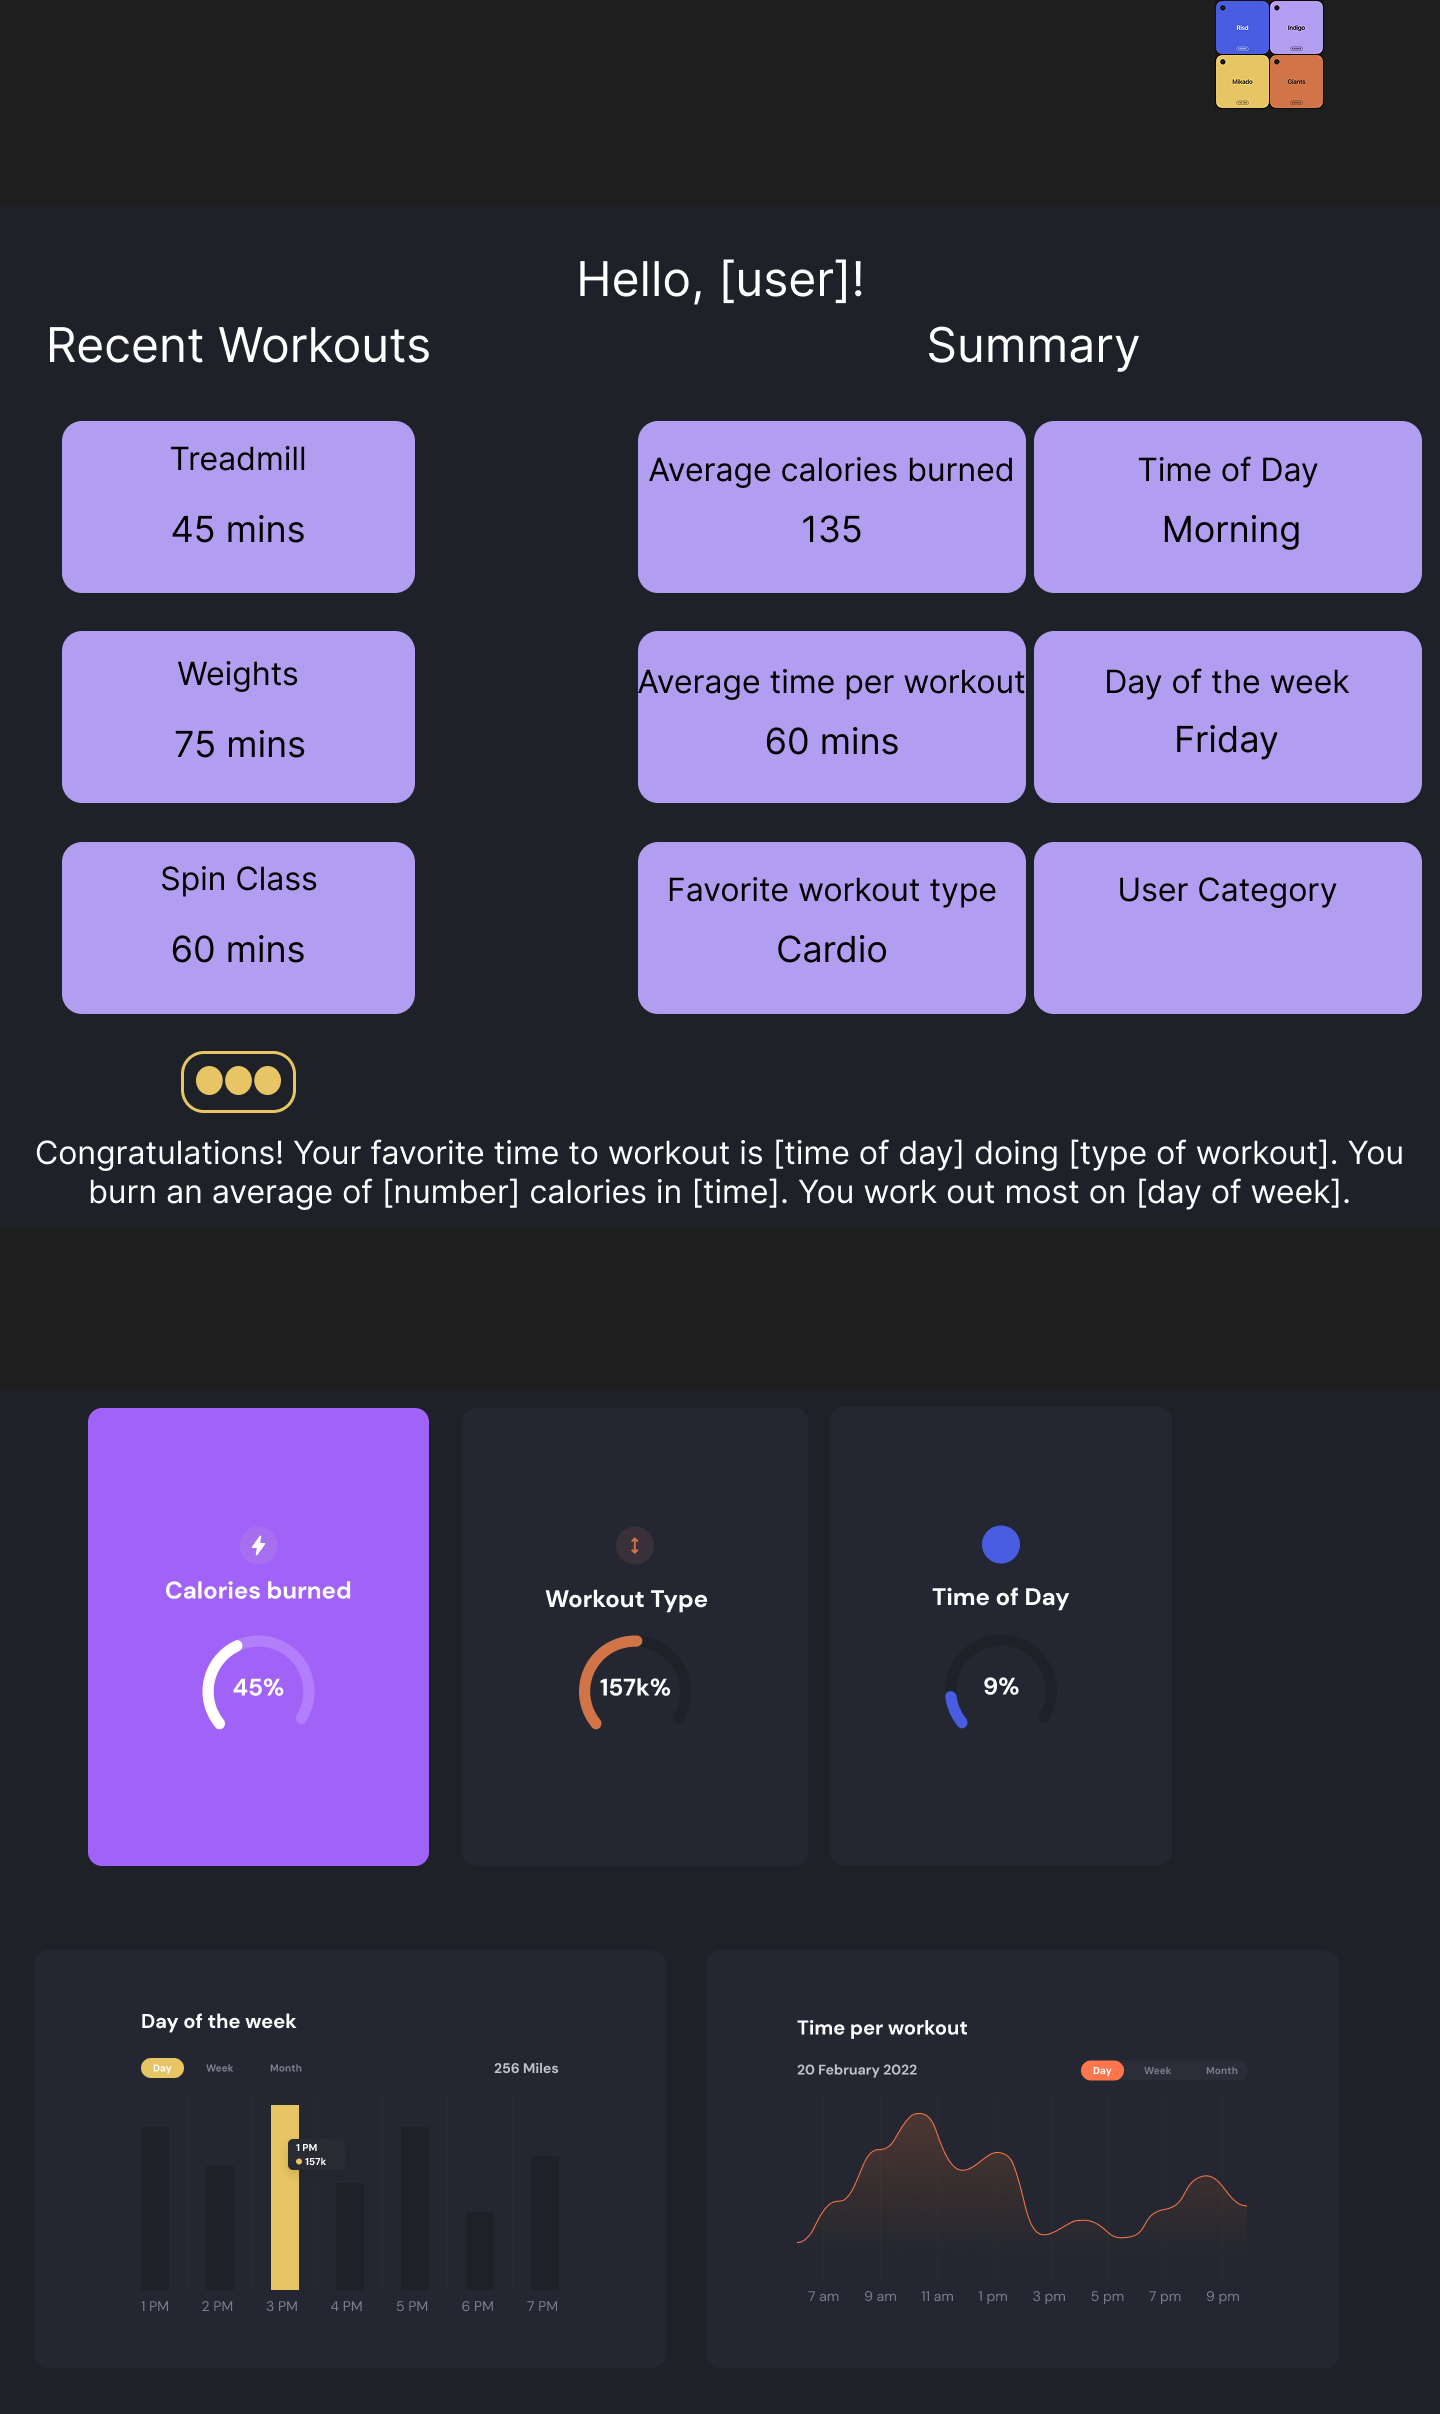 Risd
Indigo
Mikado
Giants
Hello, [user]!
Recent Workouts
Summary
Treadmill
45 mins
Average calories burned
135
Time of Day
Morning
Weights
75 mins
Average time per workout
60 mins
Day of the week
Friday
Spin Class
60 mins
Favorite workout type
Cardio
User Category
Congratulations! Your favorite time to workout is [time of day] doing [type of workout]. You
burn an average of [number] calories in [time]. You work out most on [day of week].
Calories burned
45%
Workout Type
157k%
Time of Day
9%
Day of the week
Day Week Month
256 Miles
1 PM
157k
1 PM 2 PM 3 PM 4 PM 5 PM 6 PM 7 PM
Time per workout
20 February 2022
Day Week Month
7 am 9 am 11 am 1 pm 3 pm 5 pm 7 pm 9 pm